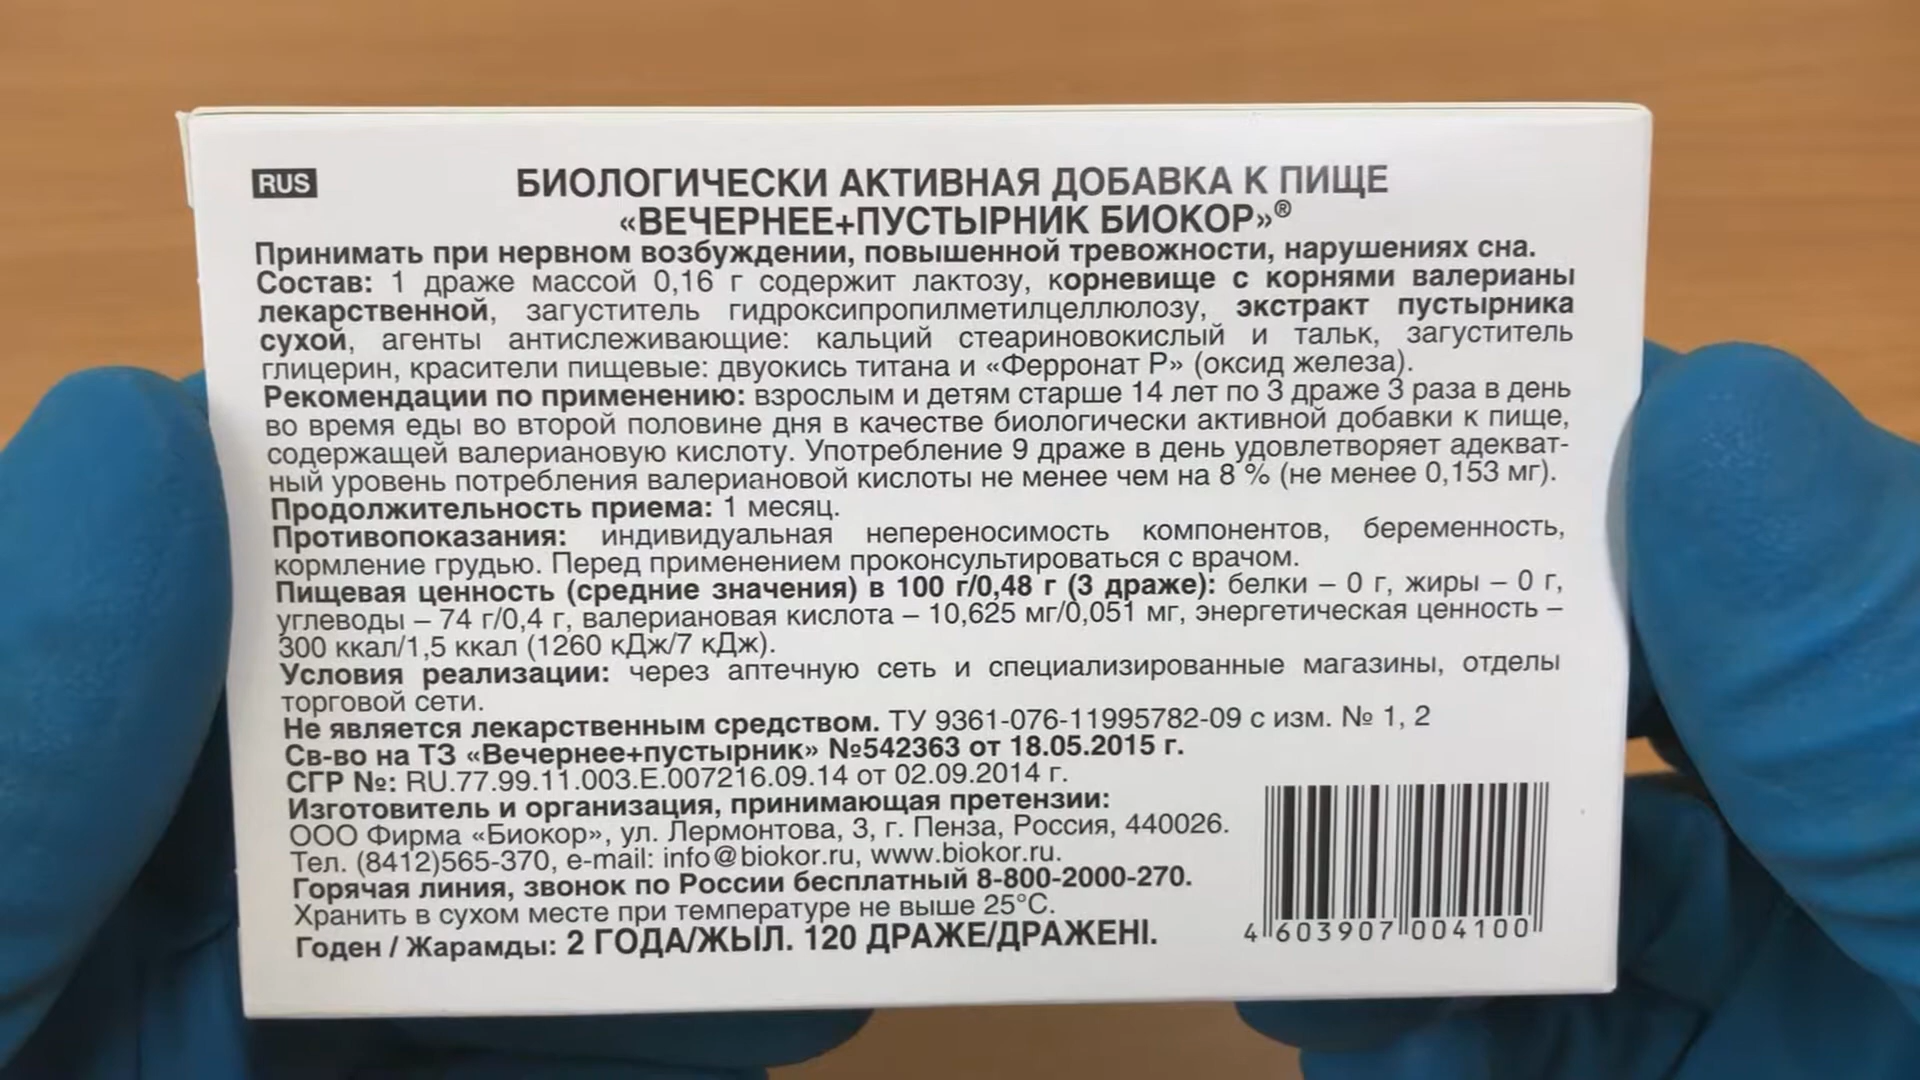 RUS
БИОЛОГИЧЕСКИ АКТИВНАЯ ДОБАВКА К ПИЩЕ
«ВЕЧЕРНЕЕ+ПУСТЫРНИК БИОКОР»®
Принимать при нервном возбуждении, повышенной тревожности, нарушениях сна.
Состав: 1 драже массой 0,16 г содержит лактозу, корневище с корнями валерианы
лекарственной, загуститель гидроксипропилметилцеллюлозу, экстракт пустырника
сухой, агенты антислеживающие: кальций стеариновокислый и тальк, загуститель
глицерин, красители пищевые: двуокись титана и «Ферронат Р» (оксид железа).
Рекомендации по применению: взрослым и детям старше 14 лет по 3 драже 3 раза в день
во время еды во второй половине дня в качестве биологически активной добавки к пище,
содержащей валериановую кислоту. Употребление 9 драже в день удовлетворяет адекват-
ный уровень потребления валериановой кислоты не менее чем на 8 % (не менее 0,153 мг).
Продолжительность приема: 1 месяц.
Противопоказания: индивидуальная непереносимость компонентов, беременность,
кормление грудью. Перед применением проконсультироваться с врачом.
Пищевая ценность (средние значения) в 100 г/0,48 г (3 драже): белки – 0 г, жиры – 0 г,
углеводы – 74 г/0,4 г, валериановая кислота – 10,625 мг/0,051 мг, энергетическая ценность –
300 ккал/1,5 ккал (1260 кДж/7 кДж).
Условия реализации: через аптечную сеть и специализированные магазины, отделы
торговой сети.
Не является лекарственным средством. ТУ 9361-076-11995782-09 с изм. № 1, 2
Св-во на ТЗ «Вечернее+пустырник» №542363 от 18.05.2015 г.
СГР №: RU.77.99.11.003.Е.007216.09.14 от 02.09.2014 г.
Изготовитель и организация, принимающая претензии:
ООО Фирма «Биокор», ул. Лермонтова, 3, г. Пенза, Россия, 440026.
Тел. (8412)565-370, e-mail: info@biokor.ru, www.biokor.ru.
Горячая линия, звонок по России бесплатный 8-800-2000-270.
Хранить в сухом месте при температуре не выше 25°С.
Годен / Жарамды: 2 ГОДА/ЖЫЛ. 120 ДРАЖЕ/ДРАЖЕНІ.
4 603907 004100